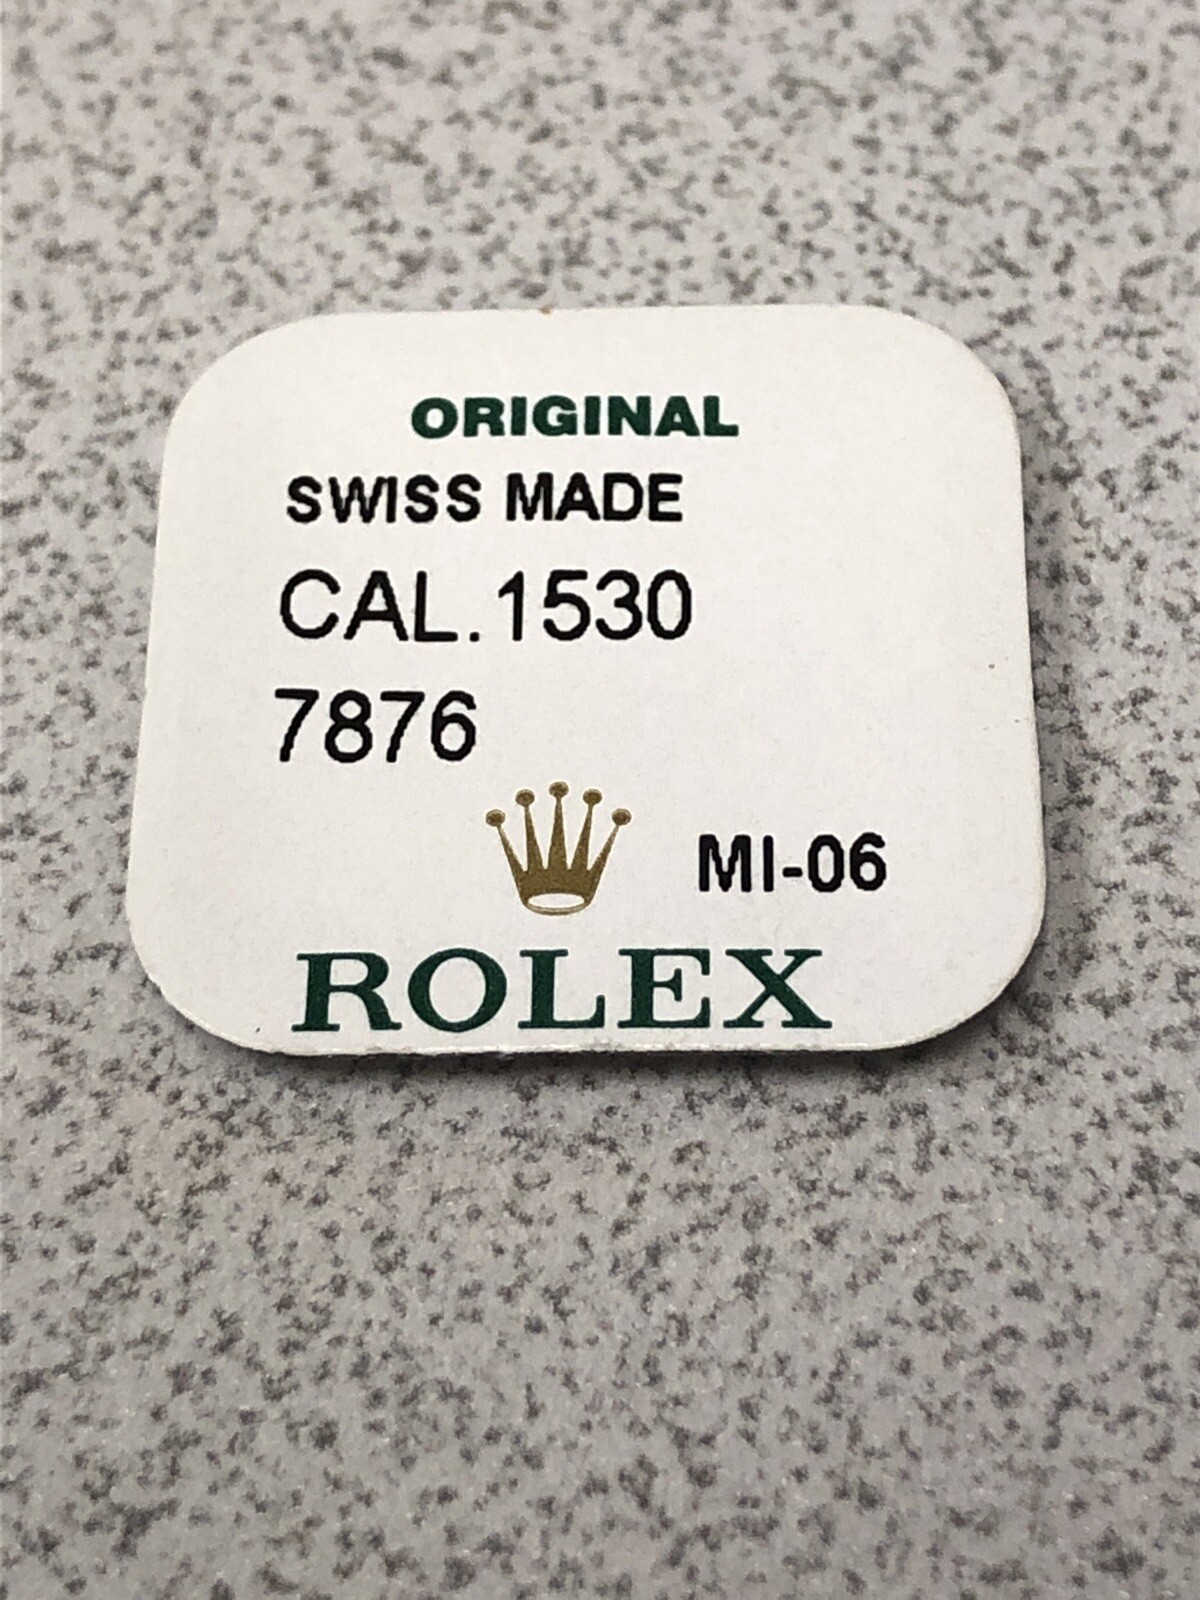 ORIGINAL
SWISS MADE
CAL.1530
7876
MI-06
ROLEX